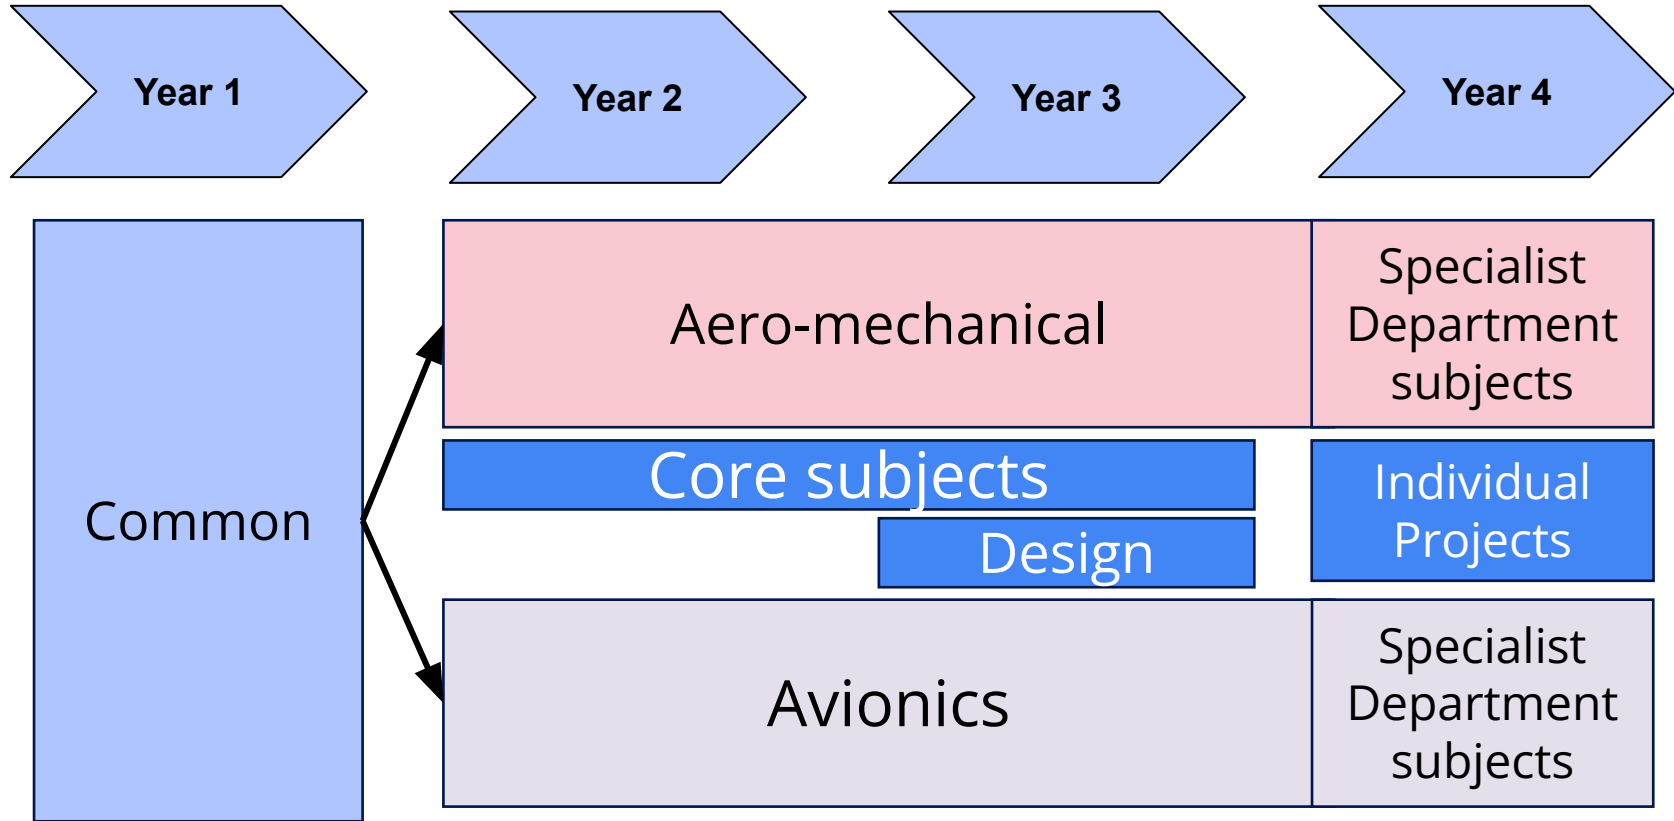 Year 1
Year 2
Year 3
Year 4
Common
Aero-mechanical
Specialist
Department
subjects
Core subjects
Design
Individual
Projects
Avionics
Specialist
Department
subjects